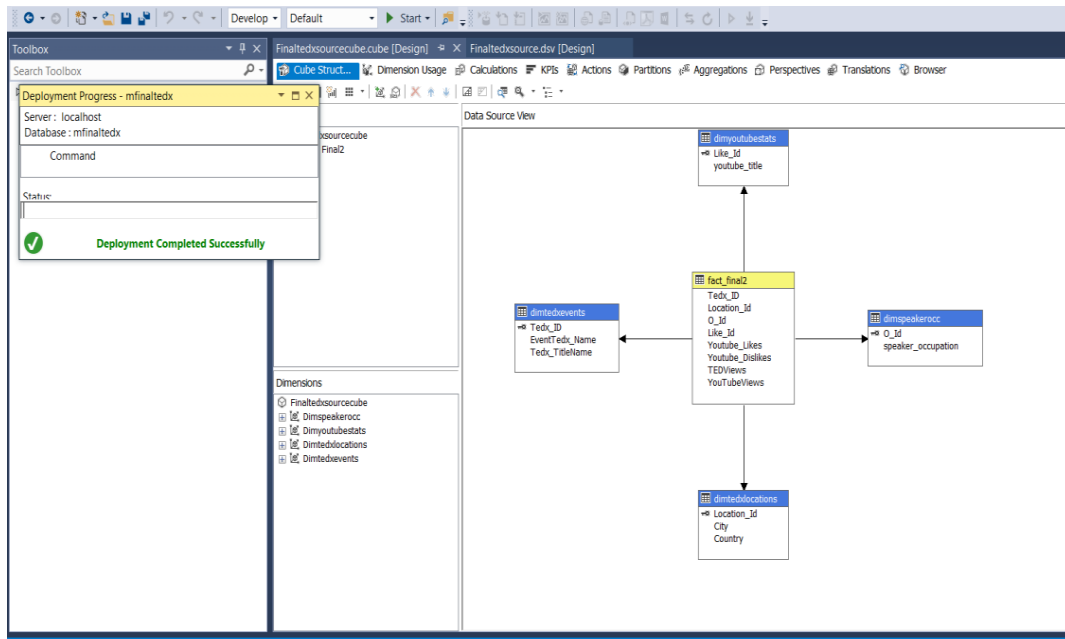 Develop
Default
Start
Toolbox
Finaltedxsourcecube.cube [Design]
Finaltedxsource.dsv [Design]
Search Toolbox
Cube Struct...
Dimension Usage
Calculations
KPIs
Actions
Partitions
Aggregations
Perspectives
Translations
Browser
Deployment Progress - mfinaltedx
Server : localhost
Database : mfinaltedx
Command
Status:
Deployment Completed Successfully
Final2
Data Source View
dimyoutubestats
Like_Id
youtube_title
fact_final2
Tedx_ID
Location_Id
O_Id
Like_Id
Youtube_Likes
Youtube_Dislikes
TEDViews
YouTubeViews
dimtedxevents
Tedx_ID
EventTedx_Name
Tedx_TitleName
dimspeakerocc
O_Id
speaker_occupation
dimtedxlocations
Location_Id
City
Country
Dimensions
Finaltedxsourcecube
Dimspeakerocc
Dimyoutubestats
Dimtedxlocations
Dimtedxevents